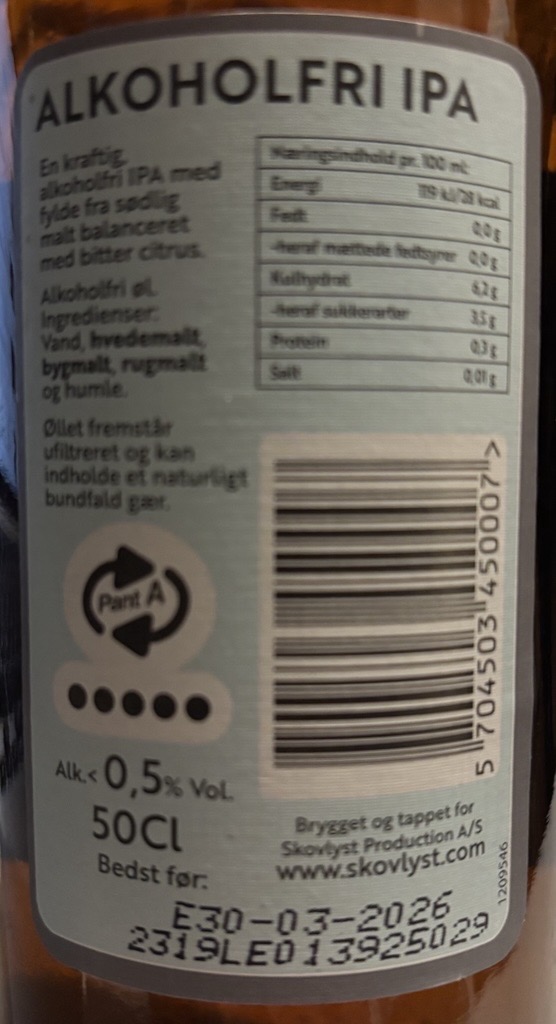 ALKOHOLFRI IPA
En kraftig,
alkoholfri IPA med
fylde fra sødlig
malt balanceret
med bitter citrus.
Alkoholfri øl.
Ingredienser:
Vand, hvedemalt,
bygmalt, rugmalt
og humle.
Øllet fremstår
ufiltreret og kan
indholde et naturligt
bundfald gær.
Næringsindhold pr. 100 ml:
Energi 119 kJ/28 kcal
Fedt 0,0 g
-heraf mættede fedtsyrer 0,0 g
Kulhydrat 6,2 g
-heraf sukkerarter 3,5 g
Protein 0,3 g
Salt 0,01 g
5 704503 450007 >
Pant A
Alk.< 0,5% Vol.
50Cl
Bedst før:
Brygget og tappet for
Skovlyst Production A/S
www.skovlyst.com
1209546
E30-03-2026
2319LE013925029